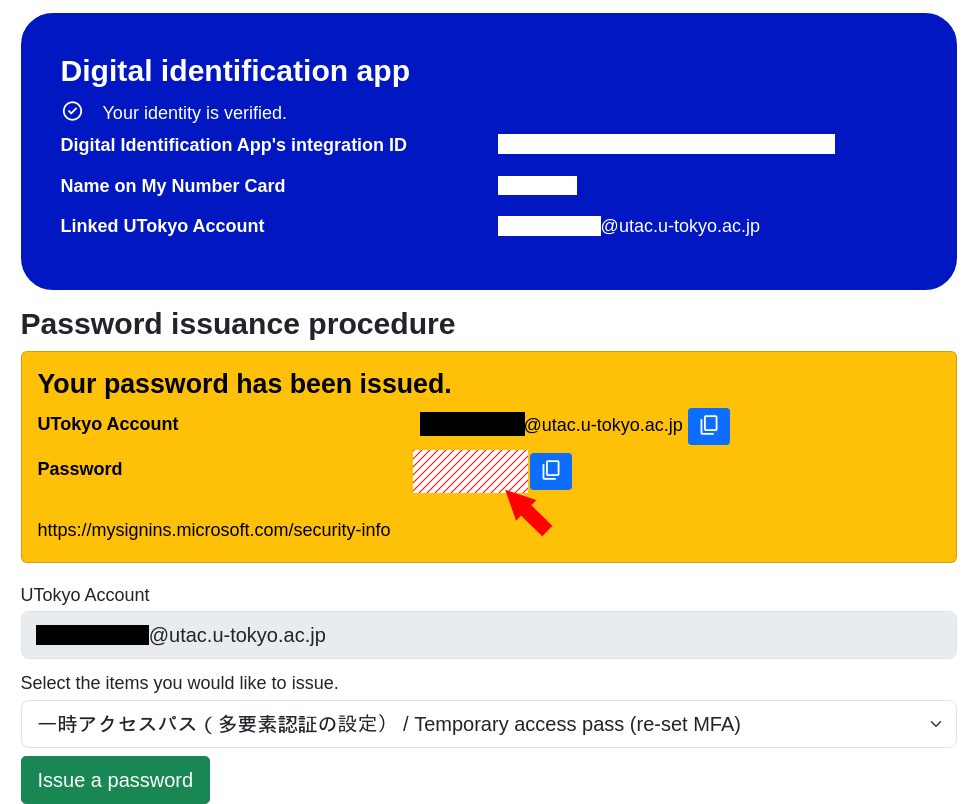 Digital identification app
Your identity is verified.
Digital Identification App's integration ID
Name on My Number Card
Linked UTokyo Account @utac.u-tokyo.ac.jp
Password issuance procedure
Your password has been issued.
UTokyo Account @utac.u-tokyo.ac.jp
Password
https://mysignins.microsoft.com/security-info
UTokyo Account
@utac.u-tokyo.ac.jp
Select the items you would like to issue.
一時アクセスパス（多要素認証の設定） / Temporary access pass (re-set MFA)
Issue a password